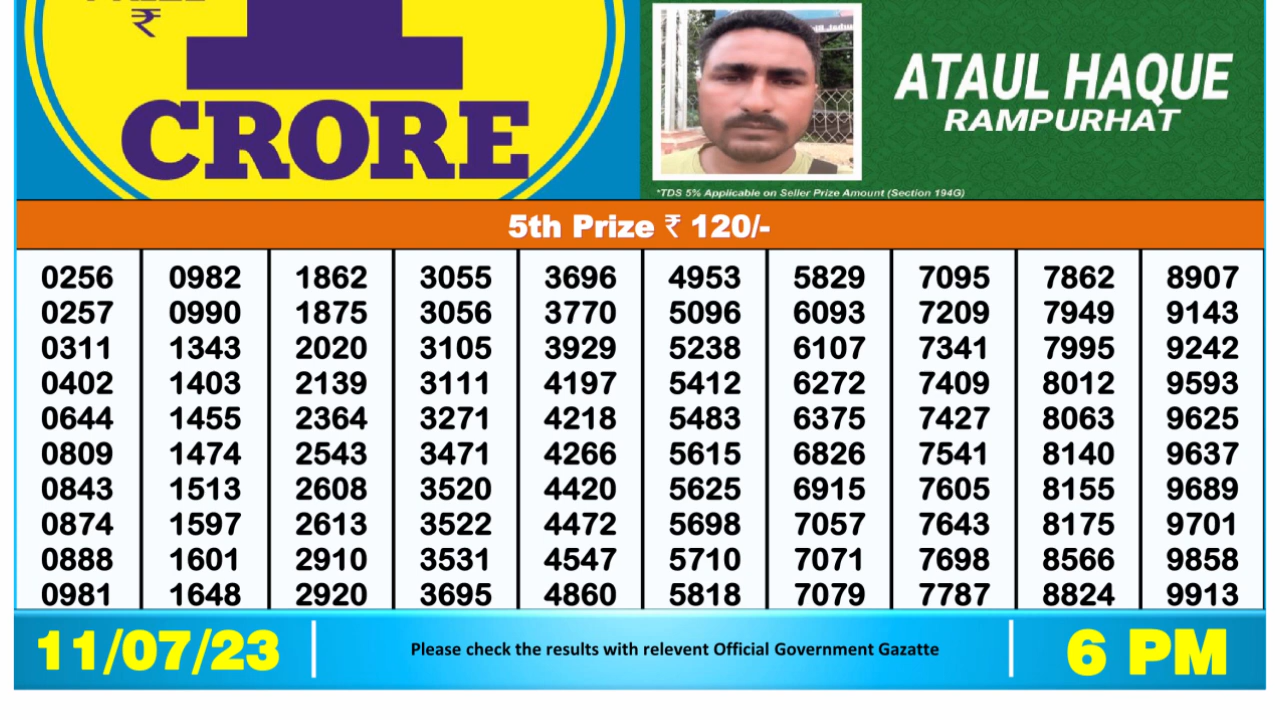 ₹
1
CRORE
ATAUL HAQUE
RAMPURHAT
*TDS 5% Applicable on Seller Prize Amount (Section 194G)
5th Prize ₹ 120/-
0256 0982 1862 3055 3696 4953 5829 7095 7862 8907
0257 0990 1875 3056 3770 5096 6093 7209 7949 9143
0311 1343 2020 3105 3929 5238 6107 7341 7995 9242
0402 1403 2139 3111 4197 5412 6272 7409 8012 9593
0644 1455 2364 3271 4218 5483 6375 7427 8063 9625
0809 1474 2543 3471 4266 5615 6826 7541 8140 9637
0843 1513 2608 3520 4420 5625 6915 7605 8155 9689
0874 1597 2613 3522 4472 5698 7057 7643 8175 9701
0888 1601 2910 3531 4547 5710 7071 7698 8566 9858
0981 1648 2920 3695 4860 5818 7079 7787 8824 9913
11/07/23
Please check the results with relevent Official Government Gazatte
6 PM